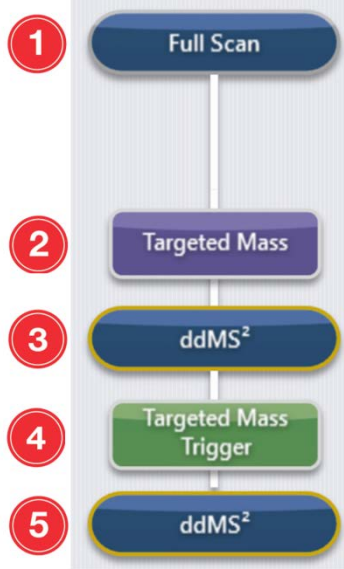 1
Full Scan
2
Targeted Mass
3
ddMS²
4
Targeted Mass
Trigger
5
ddMS²